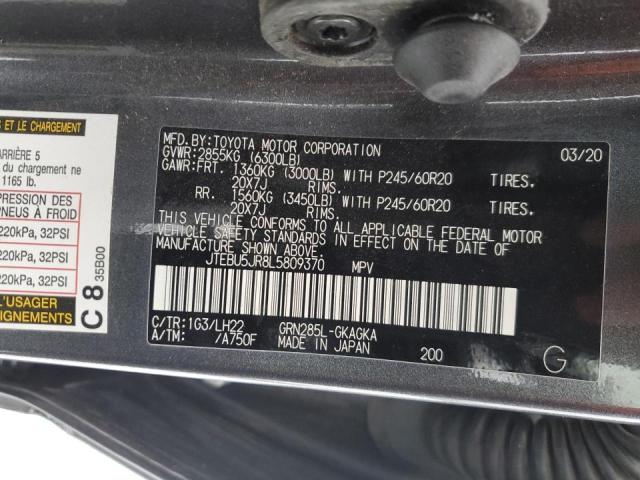 S ET LE CHARGEMENT
ARRIÈRE 5
du chargement ne
1165 lb.
PRESSION DES
PNEUS À FROID
220kPa, 32PSI
220kPa, 32PSI
220kPa, 32PSI
L'USAGER
SIGNEMENTS
C 8
35B00
MFD.BY:TOYOTA MOTOR CORPORATION 03/20
GVWR:2855KG (6300LB)
GAWR:FRT. 1360KG (3000LB) WITH P245/60R20 TIRES.
20X7J RIMS.
RR. 1560KG (3450LB) WITH P245/60R20 TIRES.
20X7J RIMS.
THIS VEHICLE CONFORMS TO ALL APPLICABLE FEDERAL MOTOR
VEHICLE SAFETY STANDARDS IN EFFECT ON THE DATE OF
MANUFACTURE SHOWN ABOVE.
JTEBU5JR8L5809370 MPV
C/TR:1G3/LH22 GRN285L-GKAGKA
A/TM: /A750F MADE IN JAPAN 200 G